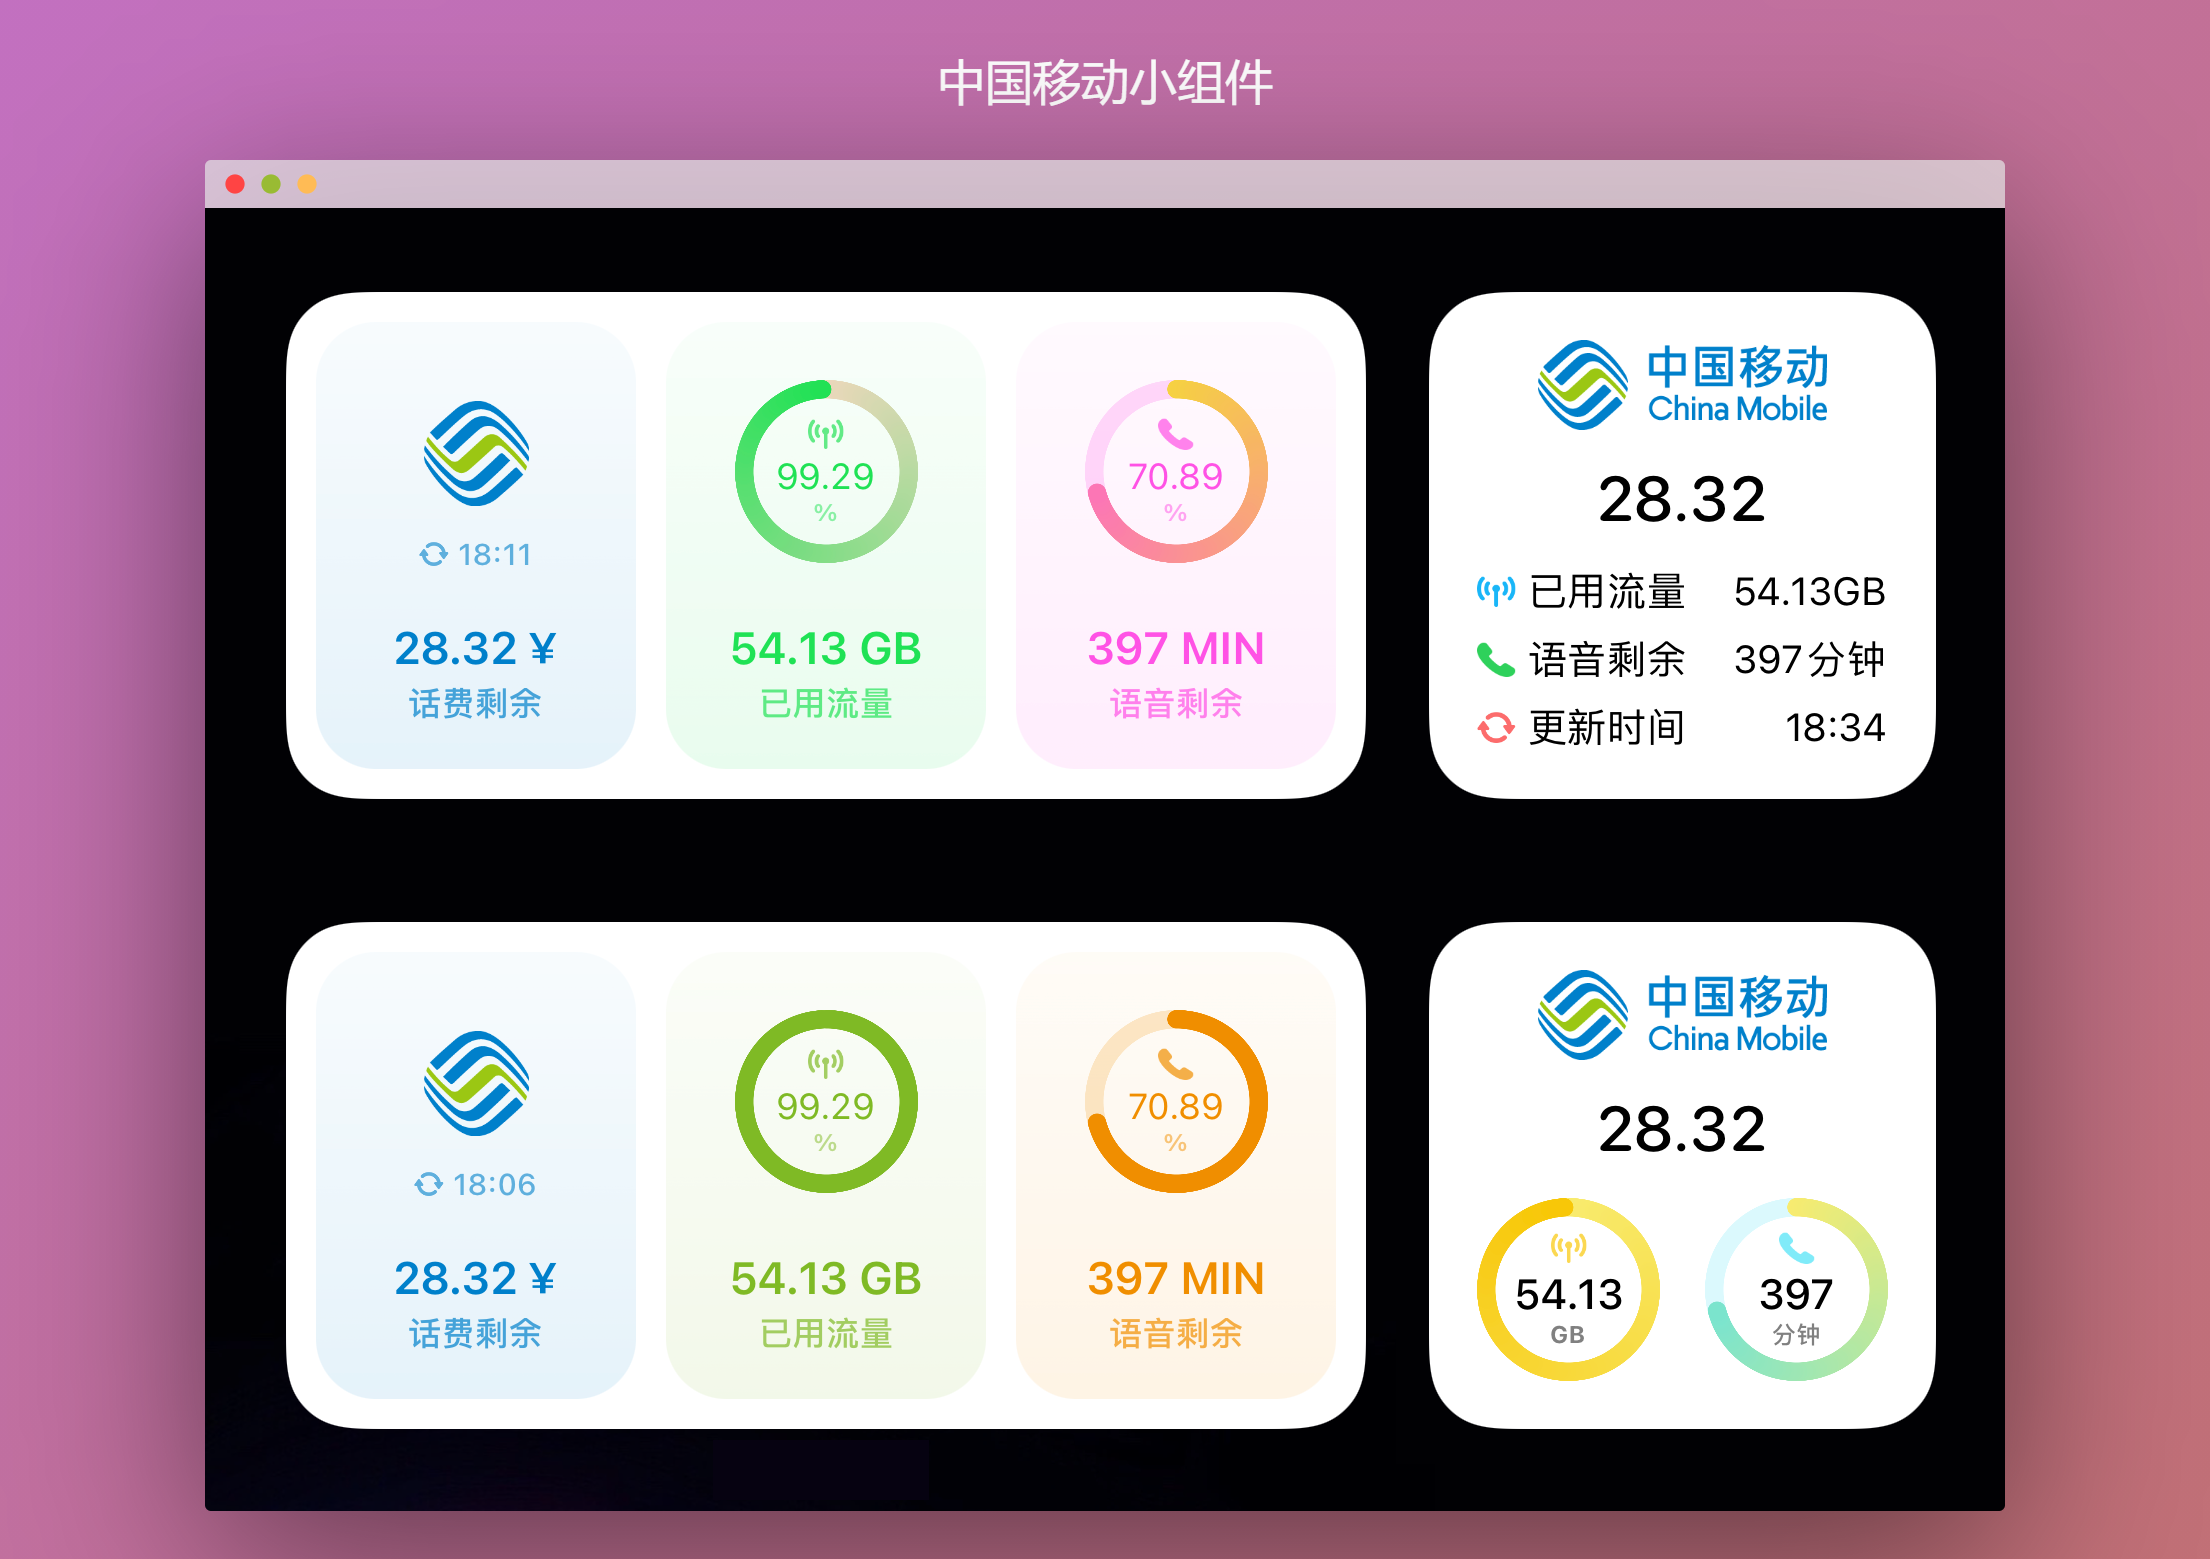 中国移动小组件
18:11
28.32 ¥
话费剩余
99.29
%
54.13 GB
已用流量
70.89
%
397 MIN
语音剩余
中国移动
China Mobile
28.32
已用流量 54.13GB
语音剩余 397分钟
更新时间 18:34
18:06
28.32 ¥
话费剩余
99.29
%
54.13 GB
已用流量
70.89
%
397 MIN
语音剩余
中国移动
China Mobile
28.32
54.13
GB
397
分钟